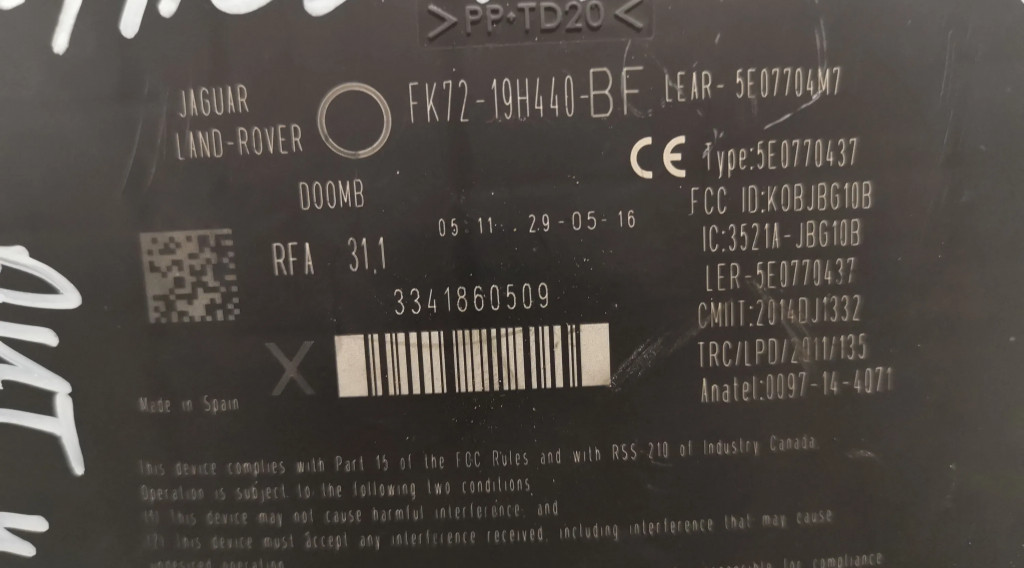 >PP+TD20<
JAGUAR
LAND-ROVER
FK72-19H440-BF
LEAR- 5E07704M7
CE Type:5E0770437
DOOMB
FCC ID:KOBJBG10B
05 11 . . 29-05-16
IC:3521A-JBG10B
RFA 31,1
LER-5E0770437
3341860509
CMIIT:2014DJ1332
X
TRC/LPD/2011/135
Anatel:0097-14-4071
Made in Spain
This device complies with Part 15 of the FCC Rules and with RSS-210 of Industry Canada
Operation is subject to the following two conditions
(1) This device may not cause harmful interference, and
(2) This device must accept any interference received, including interference that may cause
undesired operation
for compliance